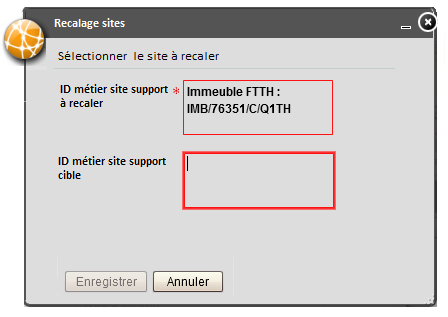 Recalage sites
Sélectionner le site à recaler
ID métier site support
à recaler
*
Immeuble FTTH :
IMB/76351/C/Q1TH
ID métier site support
cible
Enregistrer
Annuler